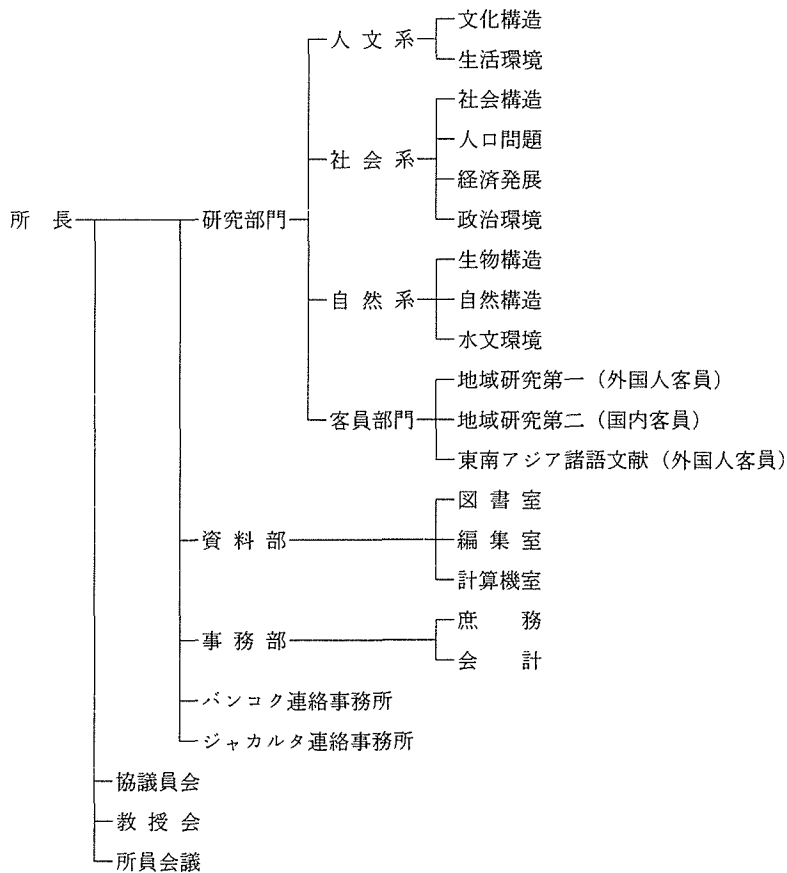 文化構造
人文系
生活環境
社会構造
人口問題
社会系
経済発展
所長
研究部門
政治環境
生物構造
自然系
自然構造
水文環境
地域研究第一（外国人客員）
客員部門
地域研究第二（国内客員）
東南アジア諸語文献（外国人客員）
図書室
資料部
編集室
計算機室
庶務
事務部
会計
バンコク連絡事務所
ジャカルタ連絡事務所
協議員会
教授会
所員会議